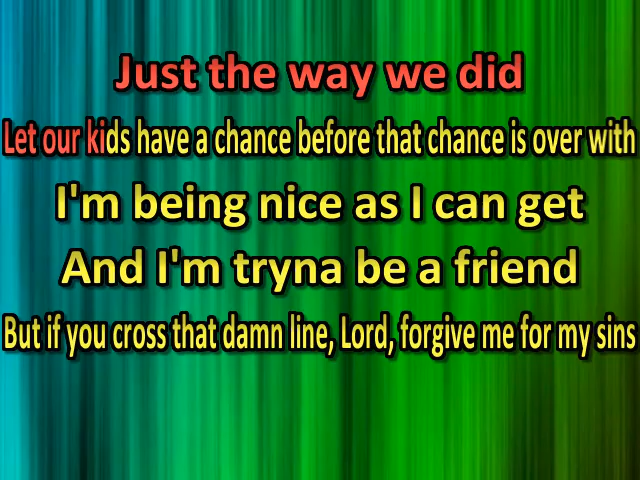 Just the way we did
Let our kids have a chance before that chance is over with
I'm being nice as I can get
And I'm tryna be a friend
But if you cross that damn line, Lord, forgive me for my sins